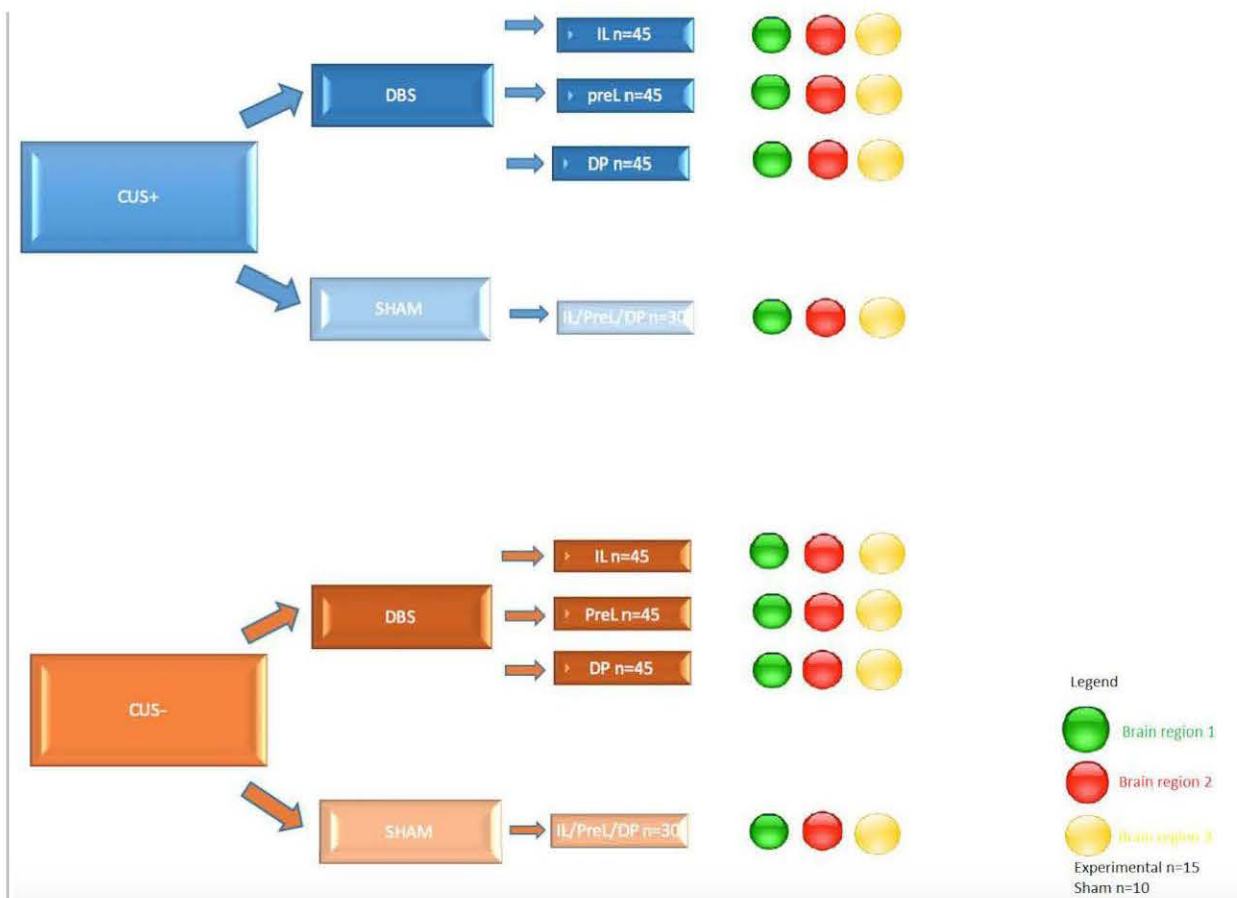 IL n=45
DBS
preL n=45
DP n=45
CUS+
SHAM
IL/PreL/DP n=30
IL n=45
DBS
PreL n=45
DP n=45
CUS–
SHAM
IL/PreL/DP n=30
Legend
Brain region 1
Brain region 2
Brain region 3
Experimental n=15
Sham n=10